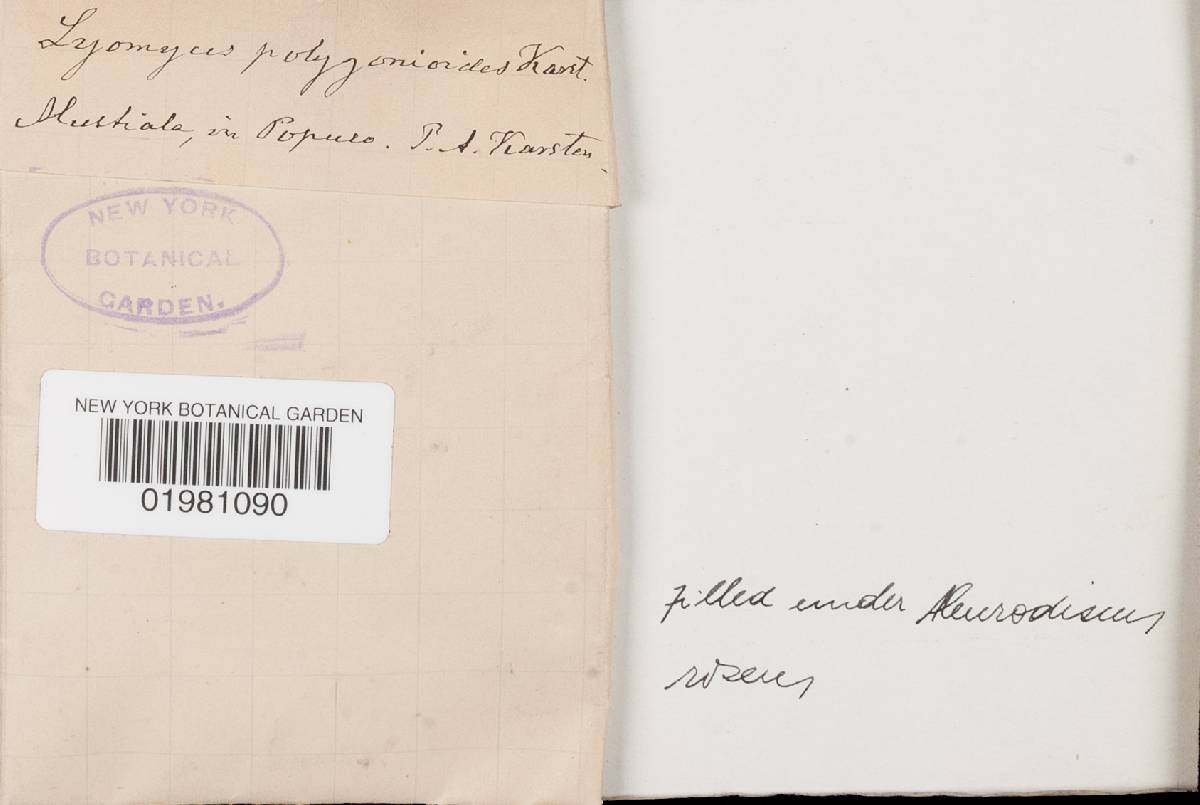 Lyomyces polygonioides Karst.
Mustiala, in Populo. P. A. Karsten.
NEW YORK
BOTANICAL
GARDEN.
NEW YORK BOTANICAL GARDEN
01981090
filled under Aleurodiscus
roseus